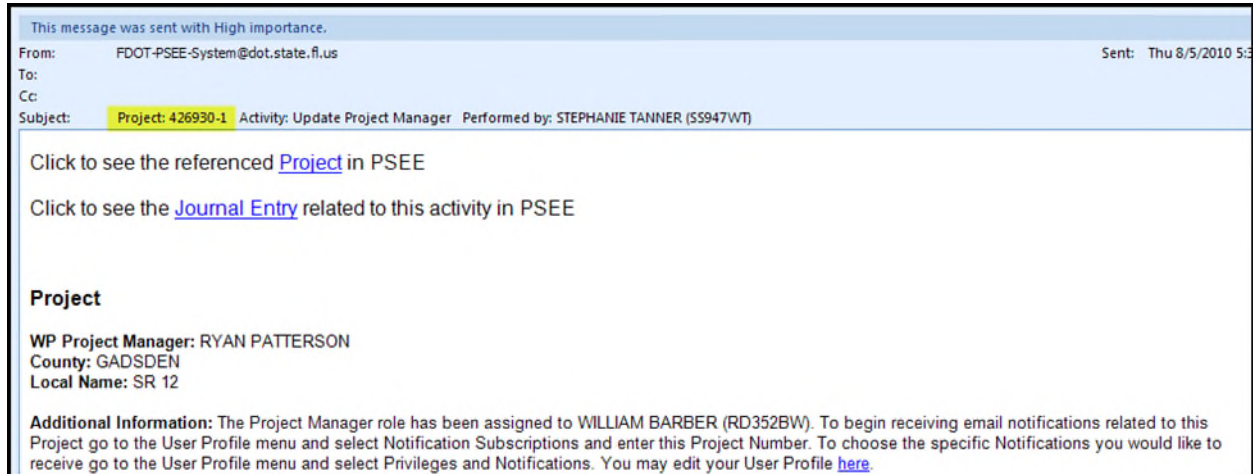 This message was sent with High importance.
From: FDOT-PSEE-System@dot.state.fl.us Sent: Thu 8/5/2010 5:3
To:
Cc:
Subject: Project: 426930-1 Activity: Update Project Manager Performed by: STEPHANIE TANNER (SS947WT)
Click to see the referenced Project in PSEE
Click to see the Journal Entry related to this activity in PSEE
Project
WP Project Manager: RYAN PATTERSON
County: GADSDEN
Local Name: SR 12
Additional Information: The Project Manager role has been assigned to WILLIAM BARBER (RD352BW). To begin receiving email notifications related to this
Project go to the User Profile menu and select Notification Subscriptions and enter this Project Number. To choose the specific Notifications you would like to
receive go to the User Profile menu and select Privileges and Notifications. You may edit your User Profile here.